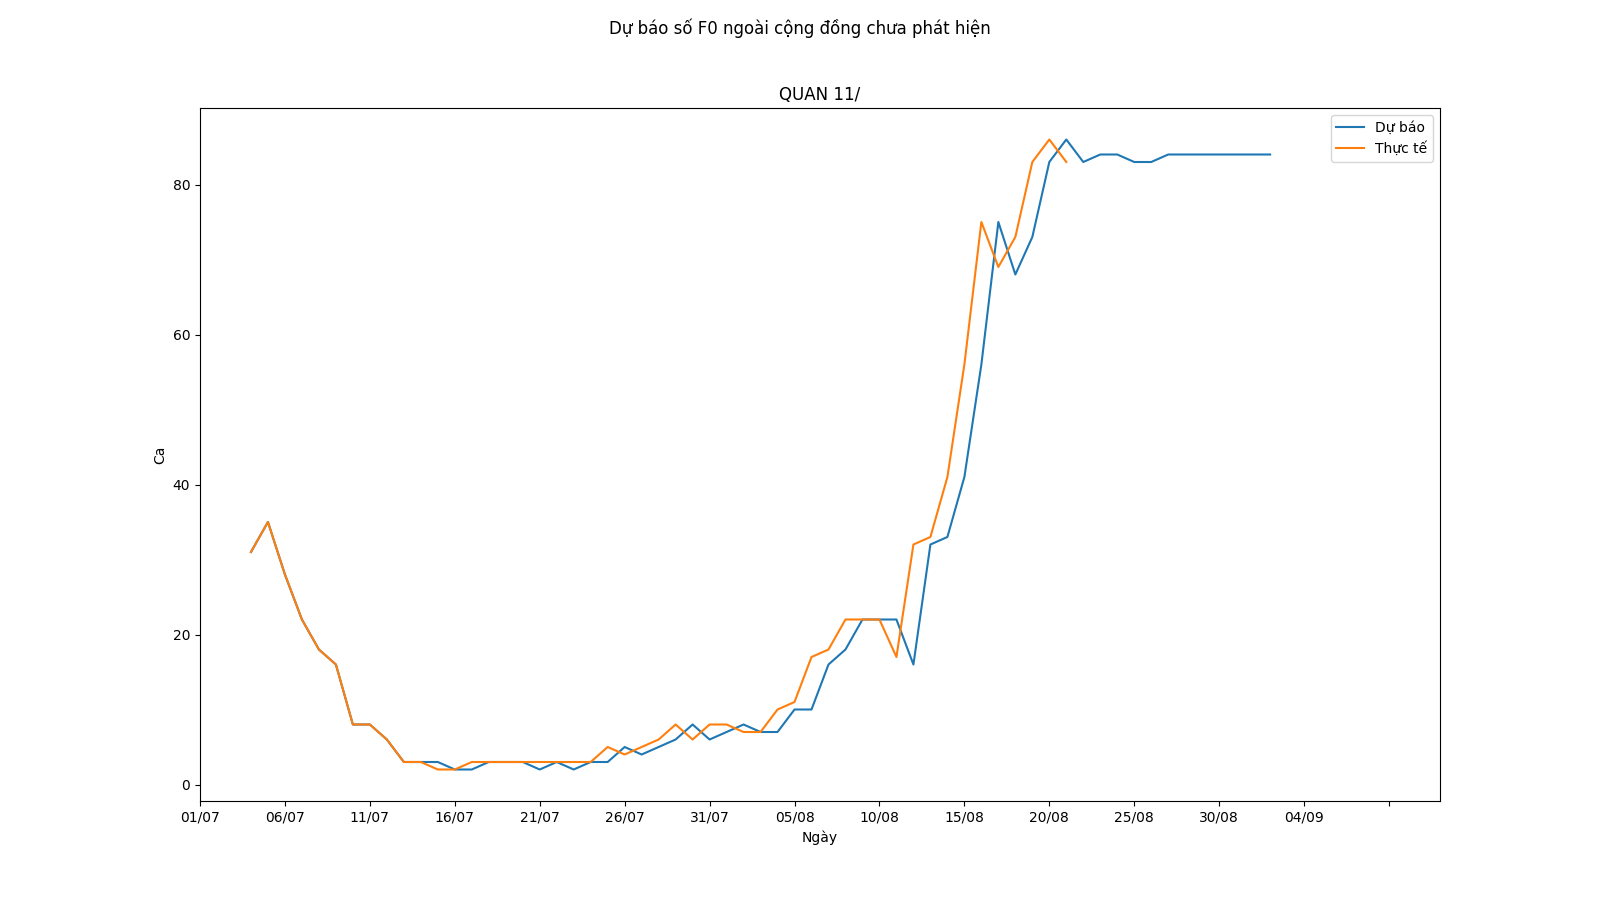 Dự báo số F0 ngoài cộng đồng chưa phát hiện
QUAN 11/
Dự báo
Thực tế
80
60
40
20
0
Ca
01/07 06/07 11/07 16/07 21/07 26/07 31/07 05/08 10/08 15/08 20/08 25/08 30/08 04/09
Ngày